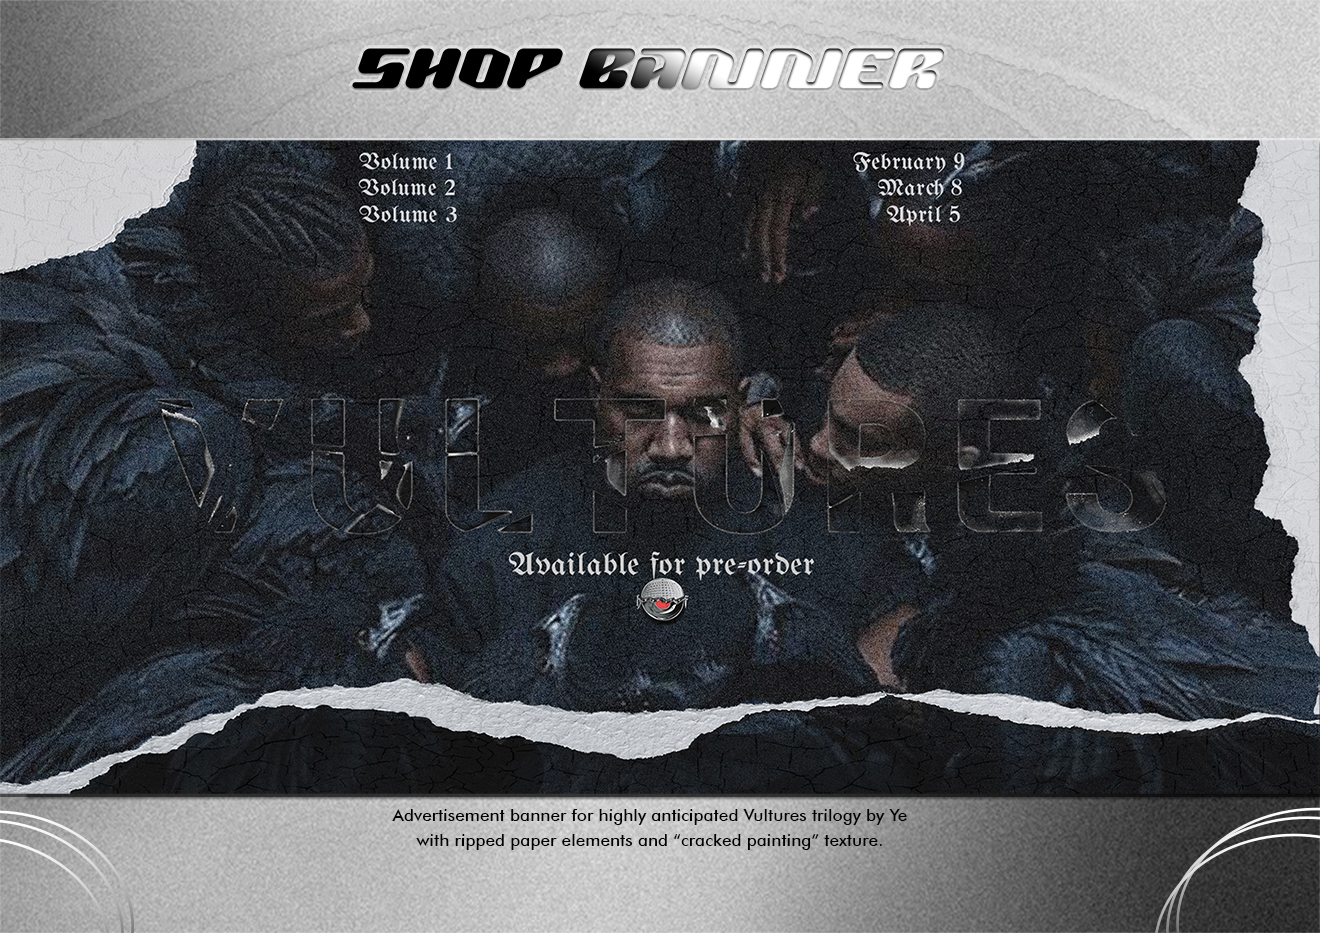 SHOP BANNER
Volume 1
Volume 2
Volume 3
February 9
March 8
April 5
VULTURES
Available for pre-order
Advertisement banner for highly anticipated Vultures trilogy by Ye
with ripped paper elements and “cracked painting” texture.